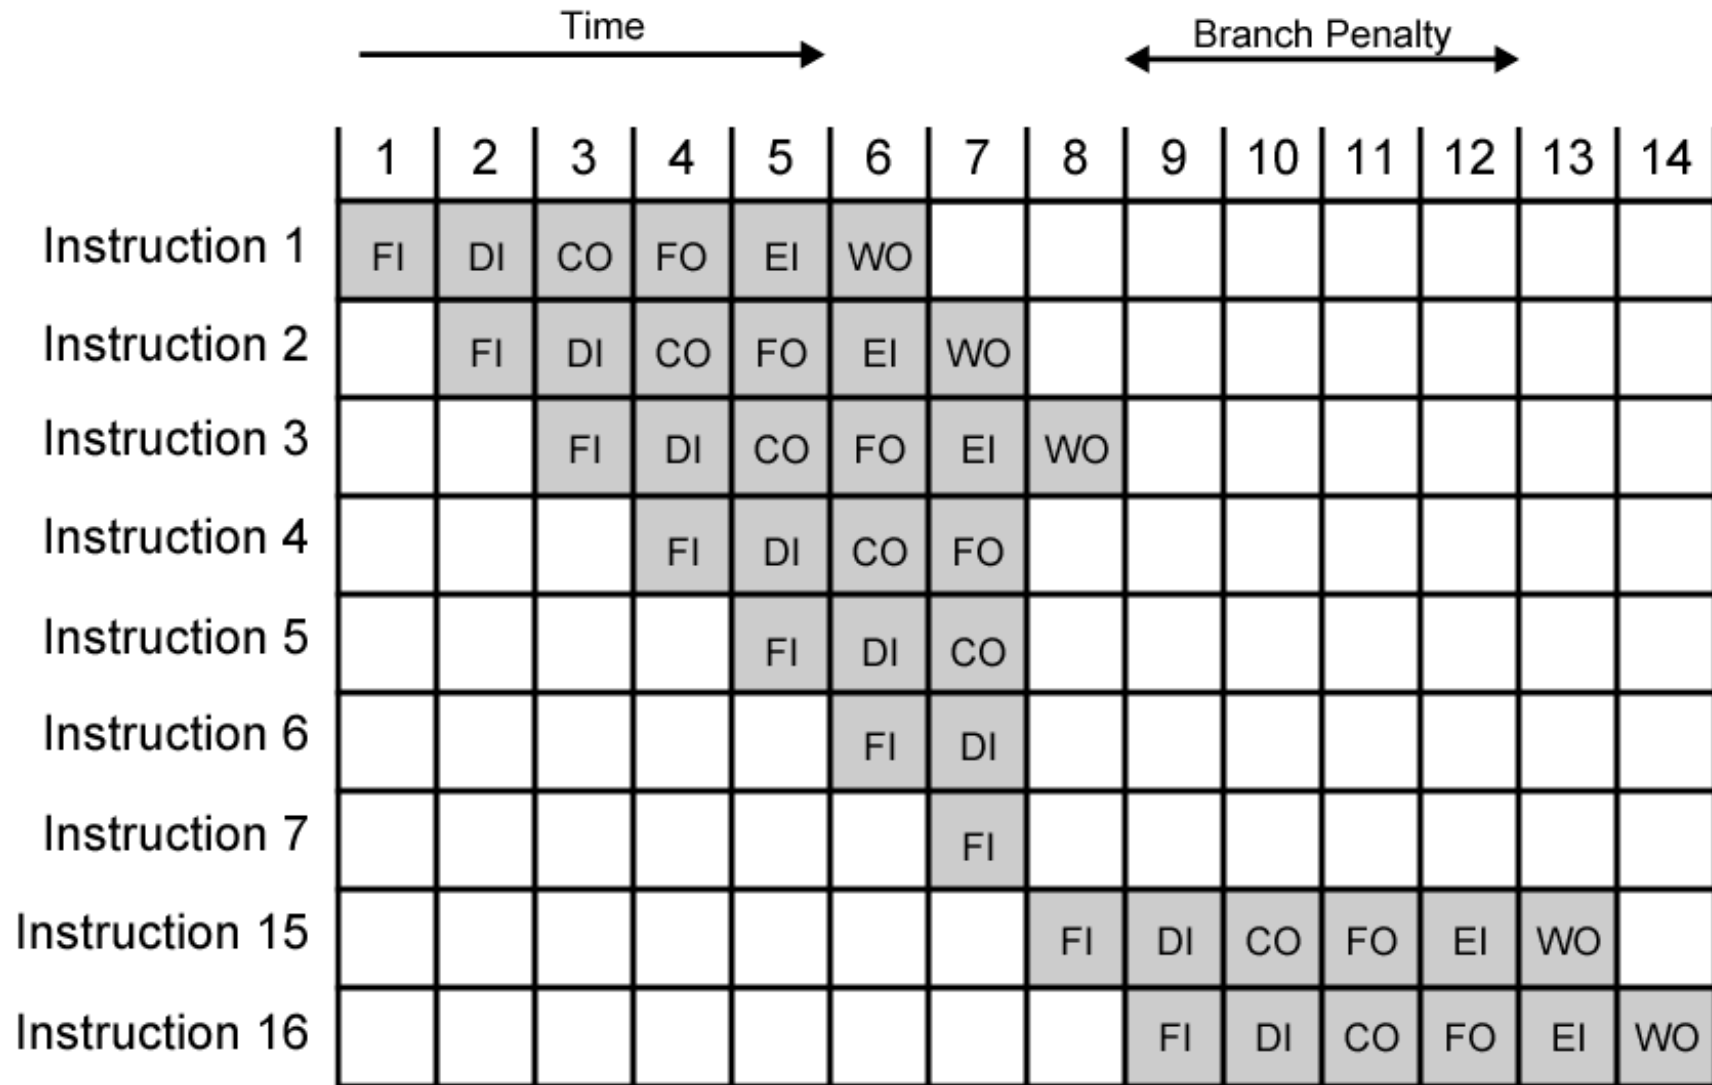 Time Branch Penalty
1 2 3 4 5 6 7 8 9 10 11 12 13 14
Instruction 1 FI DI CO FO EI WO
Instruction 2 FI DI CO FO EI WO
Instruction 3 FI DI CO FO EI WO
Instruction 4 FI DI CO FO
Instruction 5 FI DI CO
Instruction 6 FI DI
Instruction 7 FI
Instruction 15 FI DI CO FO EI WO
Instruction 16 FI DI CO FO EI WO